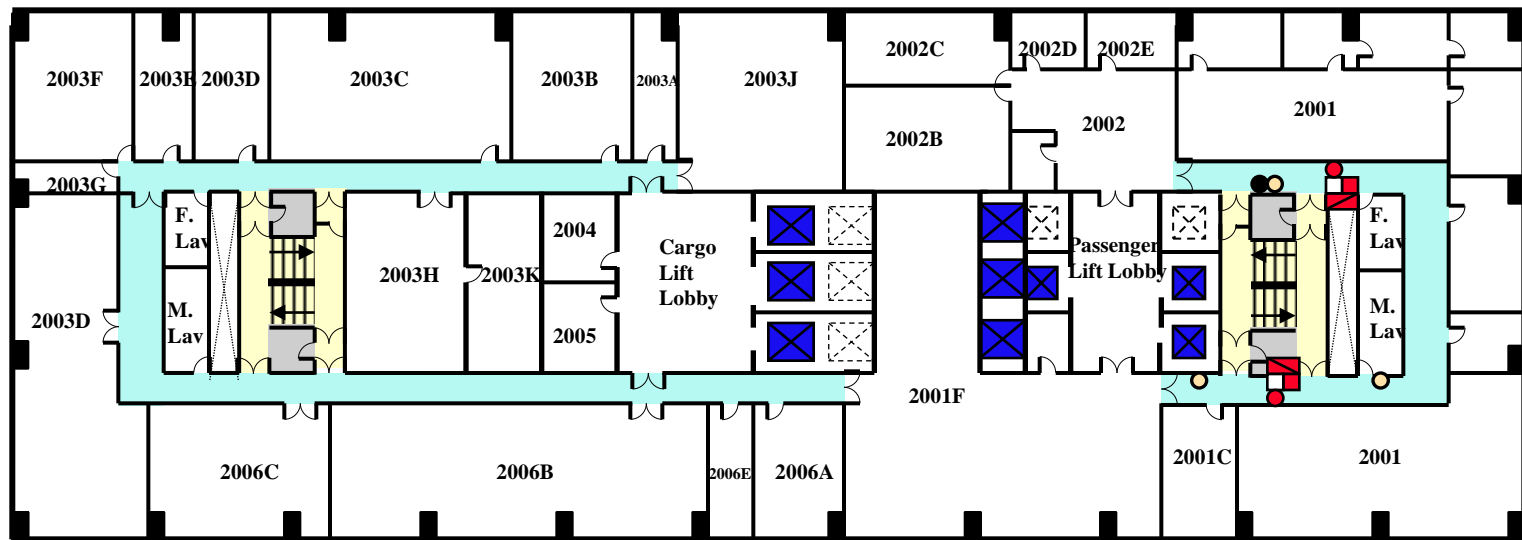 2002C
2002D
2002E
2003F
2003E
2003D
2003C
2003B
2003A
2003J
2001
2002
2002B
2003G
F.
Lav
F.
Lav
2004
2003H
2003K
Cargo
Lift
Lobby
Passenger
Lift Lobby
M.
Lav
M.
Lav
2003D
2005
2001F
2006C
2006B
2006E
2006A
2001C
2001